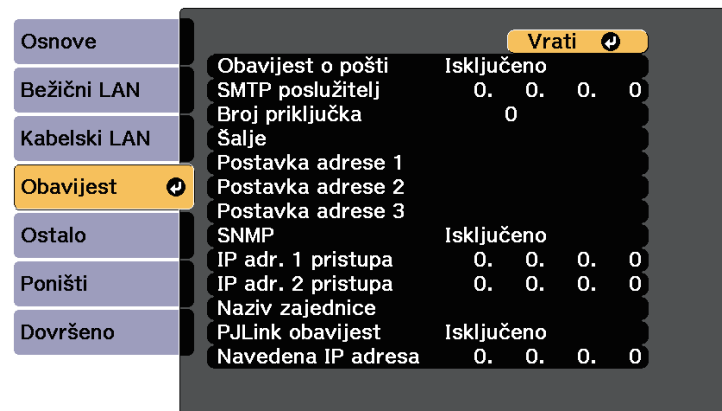 Osnove
Bežični LAN
Kabelski LAN
Obavijest
Ostalo
Poništi
Dovršeno
Vrati
Obavijest o pošti Isključeno
SMTP poslužitelj 0. 0. 0. 0
Broj priključka 0
Šalje
Postavka adrese 1
Postavka adrese 2
Postavka adrese 3
SNMP Isključeno
IP adr. 1 pristupa 0. 0. 0. 0
IP adr. 2 pristupa 0. 0. 0. 0
Naziv zajednice
PJLink obavijest Isključeno
Navedena IP adresa 0. 0. 0. 0